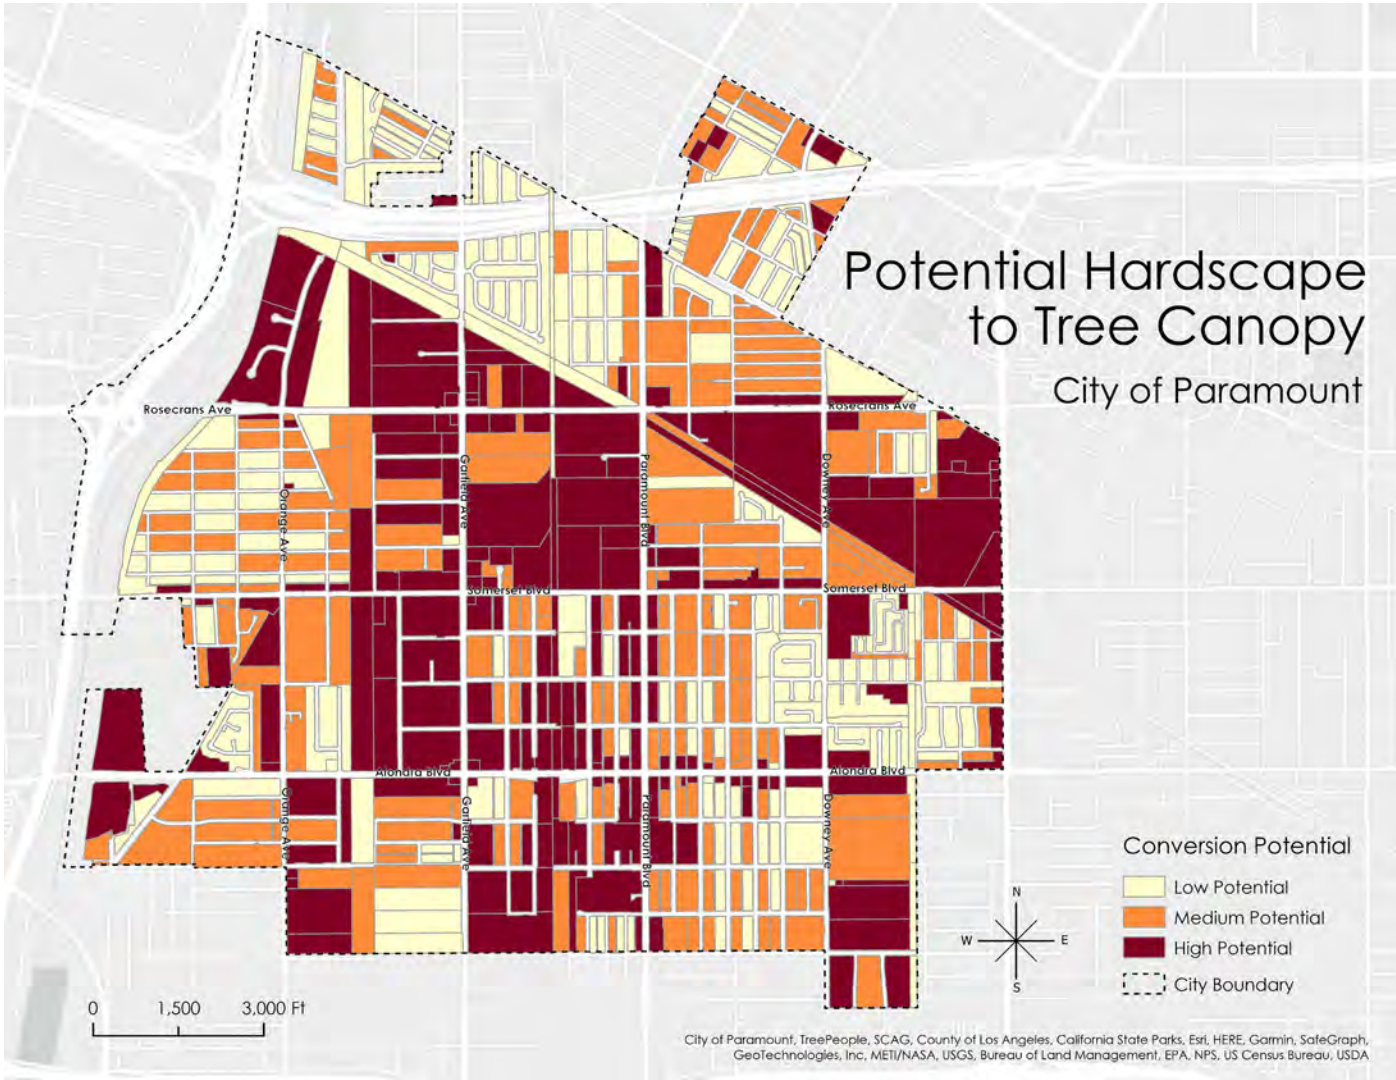 Potential Hardscape
to Tree Canopy
City of Paramount
Rosecrans Ave
Rosecrans Ave
Orange Ave
Garfield Ave
Paramount Blvd
Downey Ave
Somerset Blvd
Somerset Blvd
Alondra Blvd
Alondra Blvd
Orange Ave
Garfield Ave
Paramount Blvd
Downey Ave
Conversion Potential
Low Potential
Medium Potential
High Potential
City Boundary
N
W
E
S
0 1,500 3,000 Ft
City of Paramount, TreePeople, SCAG, County of Los Angeles, California State Parks, Esri, HERE, Garmin, SafeGraph,
GeoTechnologies, Inc, METI/NASA, USGS, Bureau of Land Management, EPA, NPS, US Census Bureau, USDA